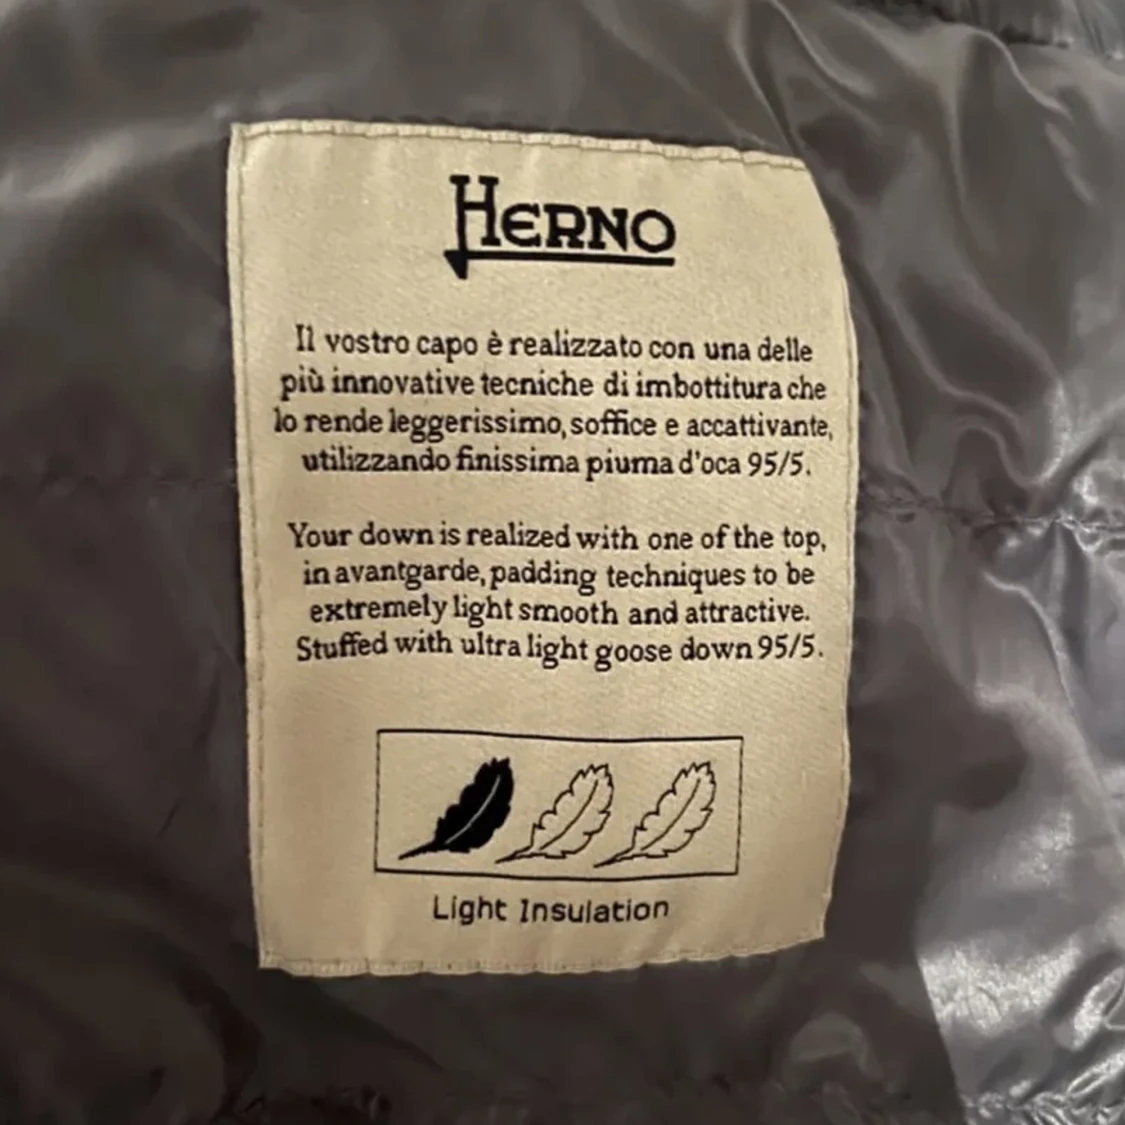 HERNO
Il vostro capo è realizzato con una delle
più innovative tecniche di imbottitura che
lo rende leggerissimo, soffice e accattivante,
utilizzando finissima piuma d'oca 95/5.
Your down is realized with one of the top,
in avantgarde, padding techniques to be
extremely light smooth and attractive.
Stuffed with ultra light goose down 95/5.
Light Insulation